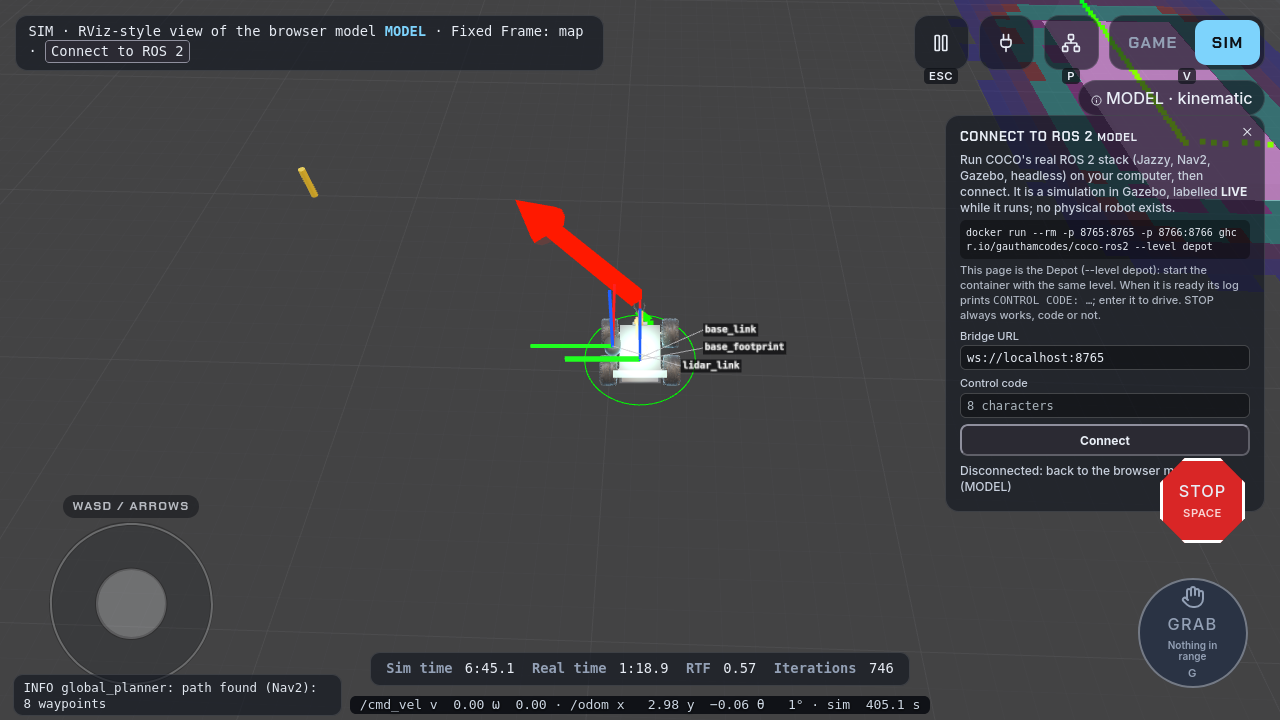 SIM · RViz-style view of the browser model MODEL · Fixed Frame: map
· Connect to ROS 2
ESC
P
GAME
SIM
V
MODEL · kinematic
CONNECT TO ROS 2 MODEL
Run COCO's real ROS 2 stack (Jazzy, Nav2,
Gazebo, headless) on your computer, then
connect. It is a simulation in Gazebo, labelled LIVE
while it runs; no physical robot exists.
docker run --rm -p 8765:8765 -p 8766:8766 ghc
r.io/gauthamcodes/coco-ros2 --level depot
This page is the Depot (--level depot): start the
container with the same level. When it is ready its log
prints CONTROL CODE: …; enter it to drive. STOP
always works, code or not.
Bridge URL
ws://localhost:8765
Control code
8 characters
Connect
Disconnected: back to the browser m
(MODEL)
STOP
SPACE
base_link
base_footprint
lidar_link
WASD / ARROWS
GRAB
Nothing in
range
G
Sim time 6:45.1 Real time 1:18.9 RTF 0.57 Iterations 746
INFO global_planner: path found (Nav2):
8 waypoints
/cmd_vel v 0.00 ω 0.00 · /odom x 2.98 y −0.06 θ 1° · sim 405.1 s